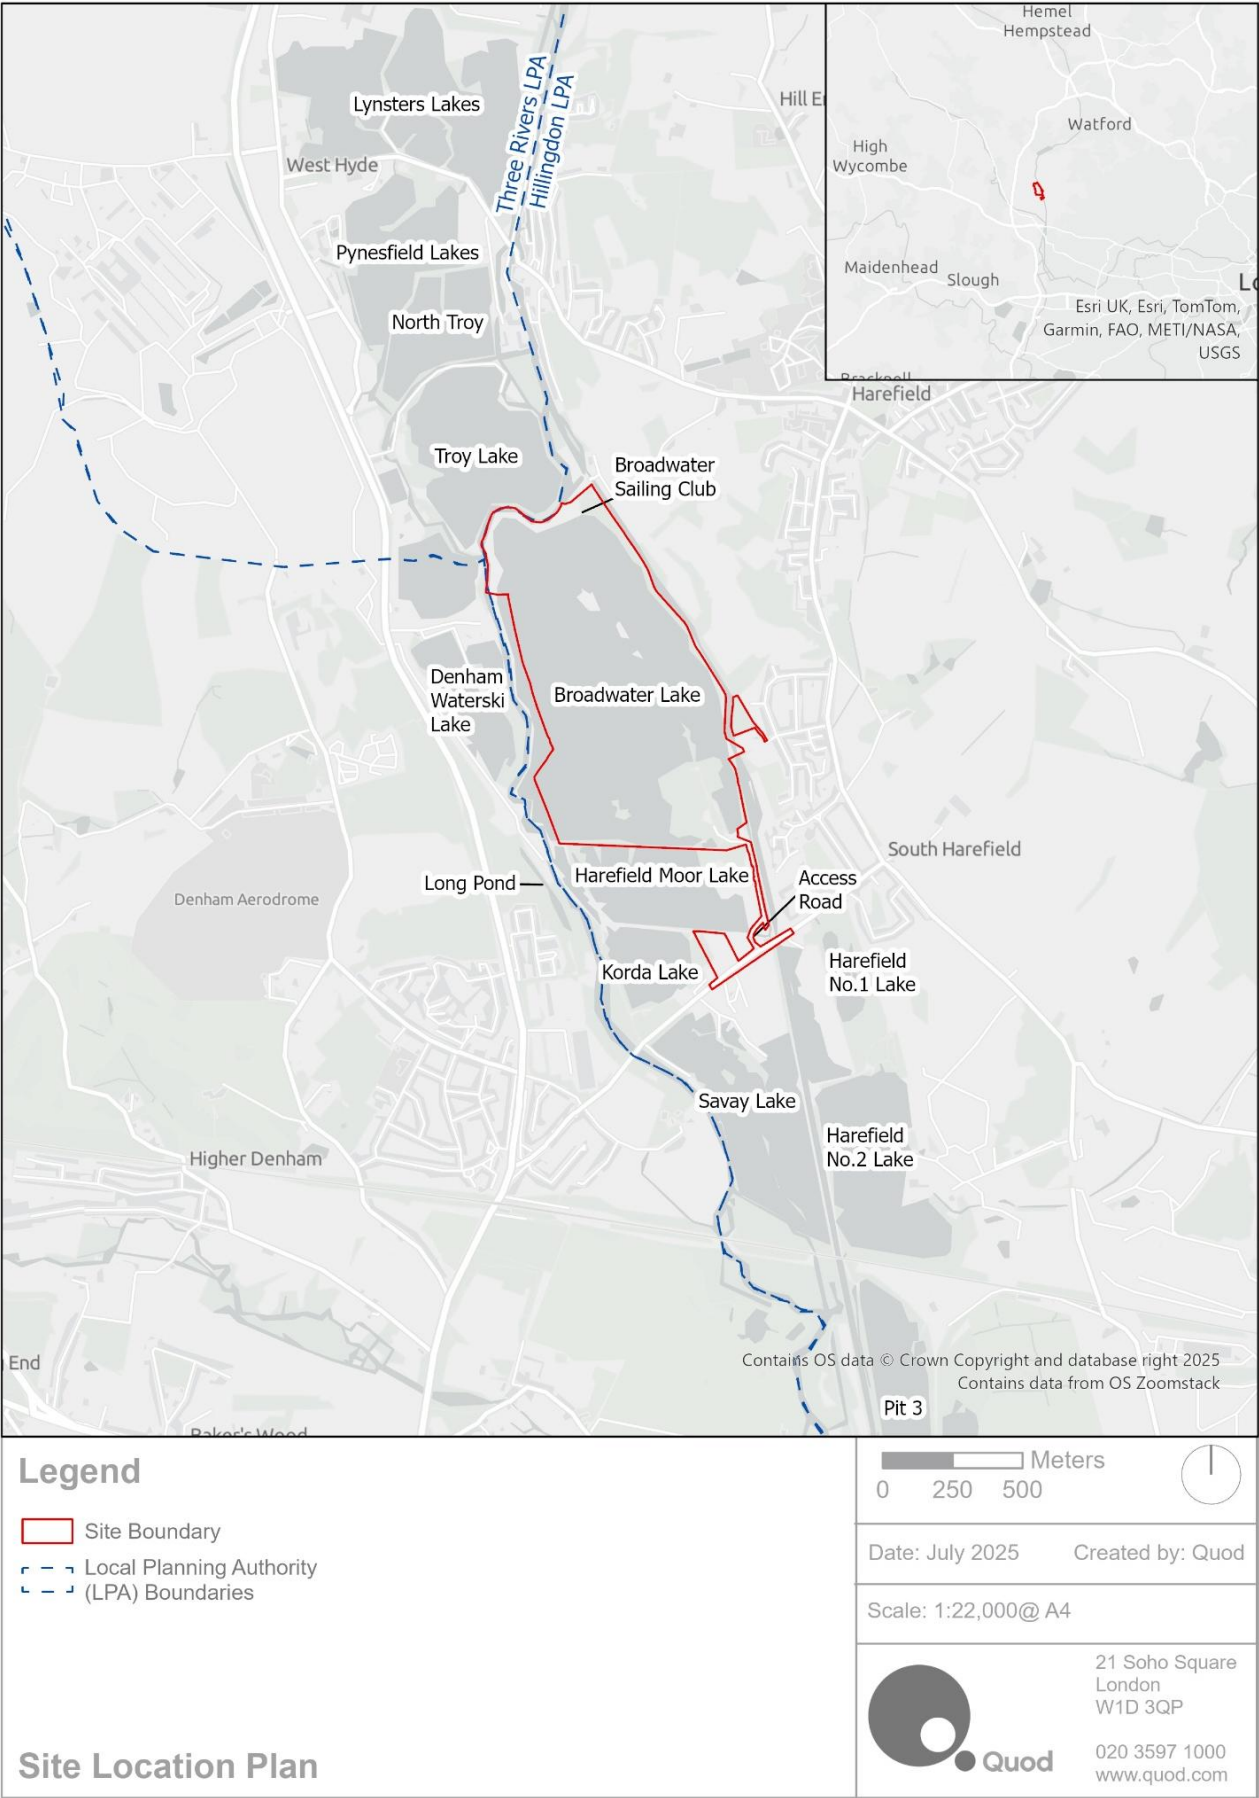 Hemel
Hempstead
Watford
High
Wycombe
Maidenhead
Slough
Esri UK, Esri, TomTom,
Garmin, FAO, METI/NASA,
USGS
Three Rivers LPA
Hillingdon LPA
Lynsters Lakes
West Hyde
Pynesfield Lakes
North Troy
Harefield
Troy Lake
Broadwater
Sailing Club
Denham
Waterski
Lake
Broadwater Lake
South Harefield
Harefield Moor Lake
Long Pond
Access
Road
Denham Aerodrome
Korda Lake
Harefield
No.1 Lake
Savay Lake
Harefield
No.2 Lake
Higher Denham
End
Contains OS data © Crown Copyright and database right 2025
Contains data from OS Zoomstack
Pit 3
Baker's Wood
Legend
Site Boundary
Local Planning Authority
(LPA) Boundaries
Site Location Plan
Meters
0 250 500
Date: July 2025 Created by: Quod
Scale: 1:22,000@ A4
Quod
21 Soho Square
London
W1D 3QP
020 3597 1000
www.quod.com